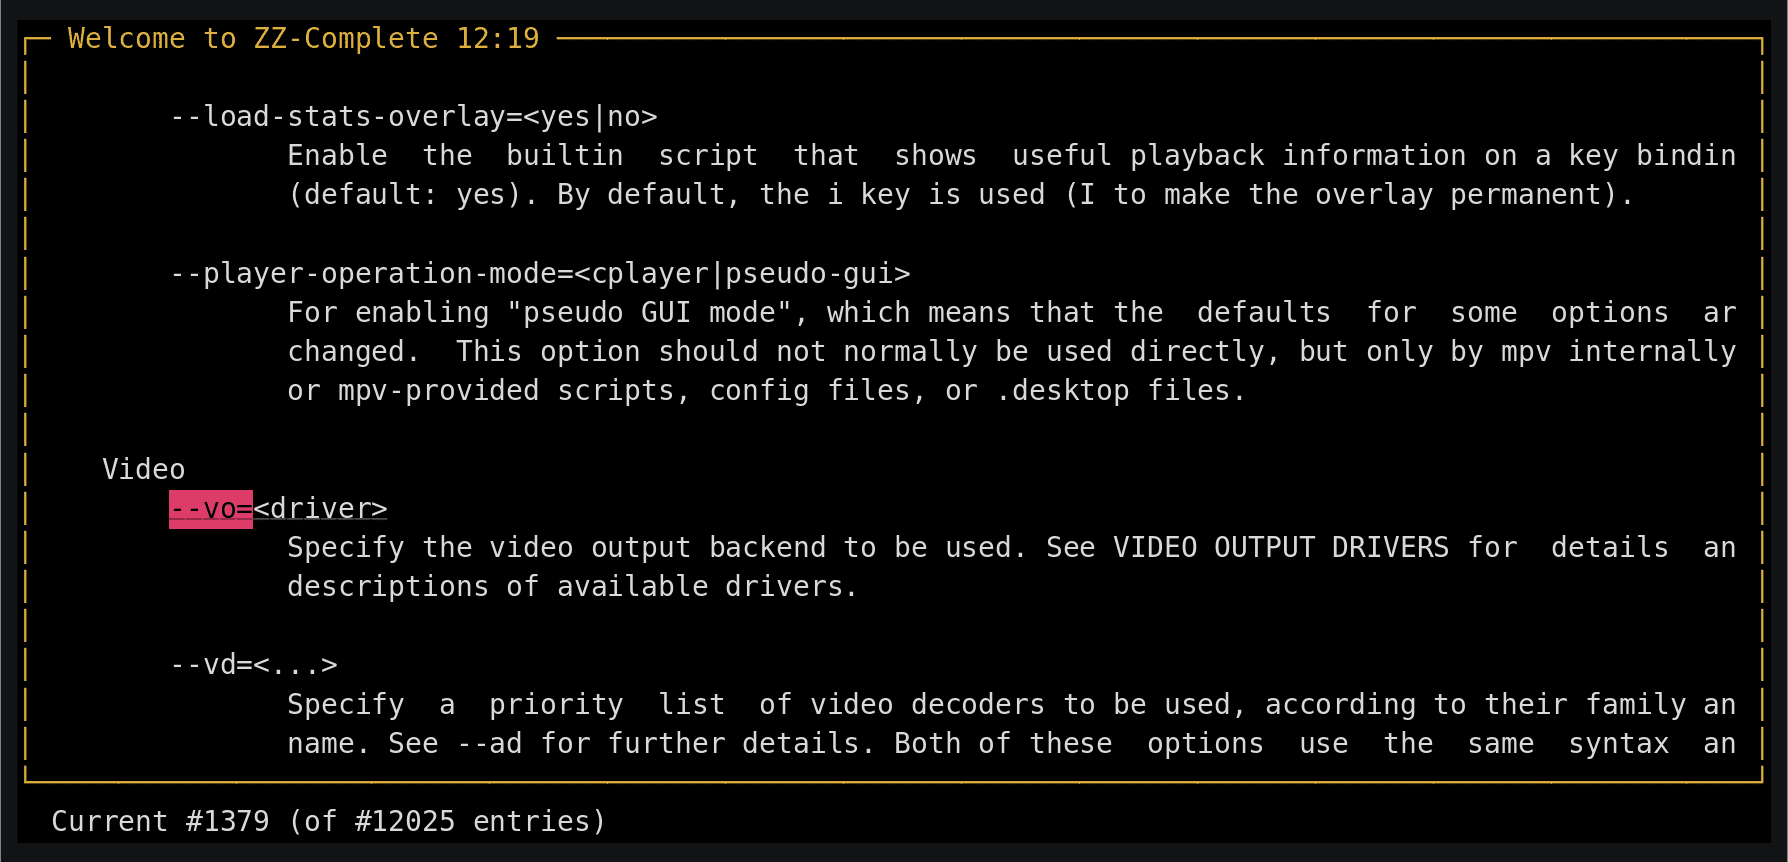 Welcome to ZZ-Complete 12:19
--load-stats-overlay=<yes|no>
Enable  the  builtin  script  that  shows  useful playback information on a key bindin
(default: yes). By default, the i key is used (I to make the overlay permanent).
--player-operation-mode=<cplayer|pseudo-gui>
For enabling "pseudo GUI mode", which means that the  defaults  for  some  options  ar
changed.  This option should not normally be used directly, but only by mpv internally
or mpv-provided scripts, config files, or .desktop files.
Video
--vo=<driver>
Specify the video output backend to be used. See VIDEO OUTPUT DRIVERS for  details  an
descriptions of available drivers.
--vd=<...>
Specify  a  priority  list  of video decoders to be used, according to their family an
name. See --ad for further details. Both of these  options  use  the  same  syntax  an
Current #1379 (of #12025 entries)